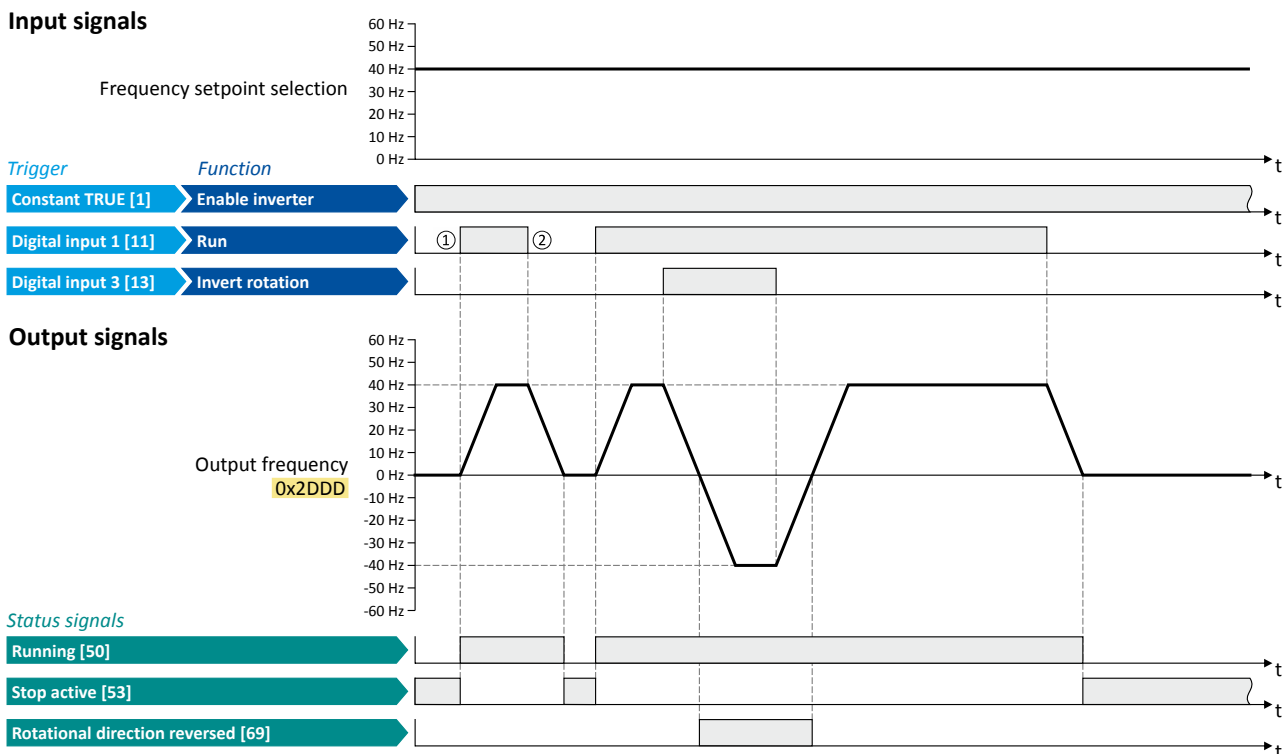 Input signals
60 Hz
50 Hz
40 Hz
Frequency setpoint selection
30 Hz
20 Hz
10 Hz
0 Hz
t
Trigger
Function
Constant TRUE [1]
Enable inverter
t
Digital input 1 [11]
Run
①
②
t
Digital input 3 [13]
Invert rotation
t
Output signals
60 Hz
50 Hz
40 Hz
30 Hz
20 Hz
Output frequency
10 Hz
0x2DDD
0 Hz
t
-10 Hz
-20 Hz
-30 Hz
-40 Hz
-50 Hz
-60 Hz
Status signals
Running [50]
t
Stop active [53]
t
Rotational direction reversed [69]
t